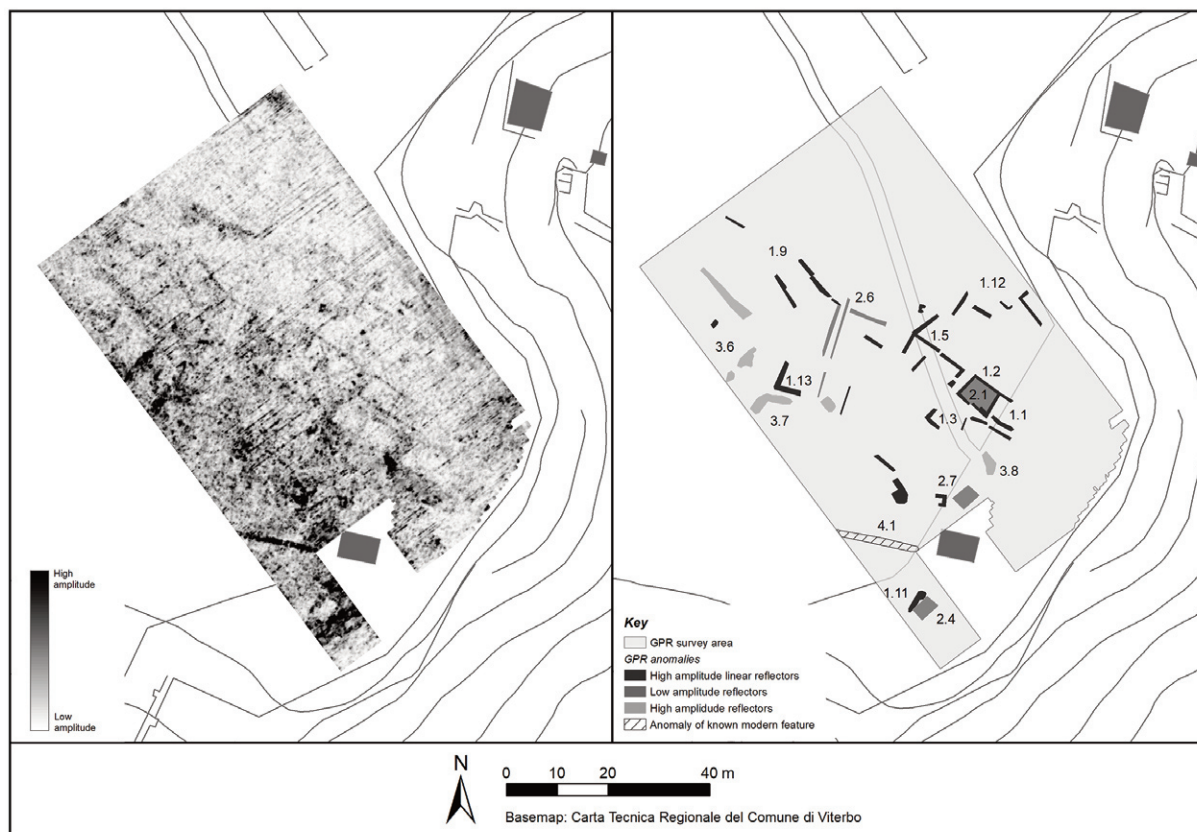 High
amplitude
Low
amplitude
1.9
2.6
1.12
3.6
1.5
1.2
1.13
2.1
1.1
3.7
1.3
3.8
2.7
4.1
1.11
2.4
Key
GPR survey area
GPR anomalies
High amplitude linear reflectors
Low amplitude reflectors
High amplidude reflectors
Anomaly of known modern feature
N
0 10 20 40 m
Basemap: Carta Tecnica Regionale del Comune di Viterbo